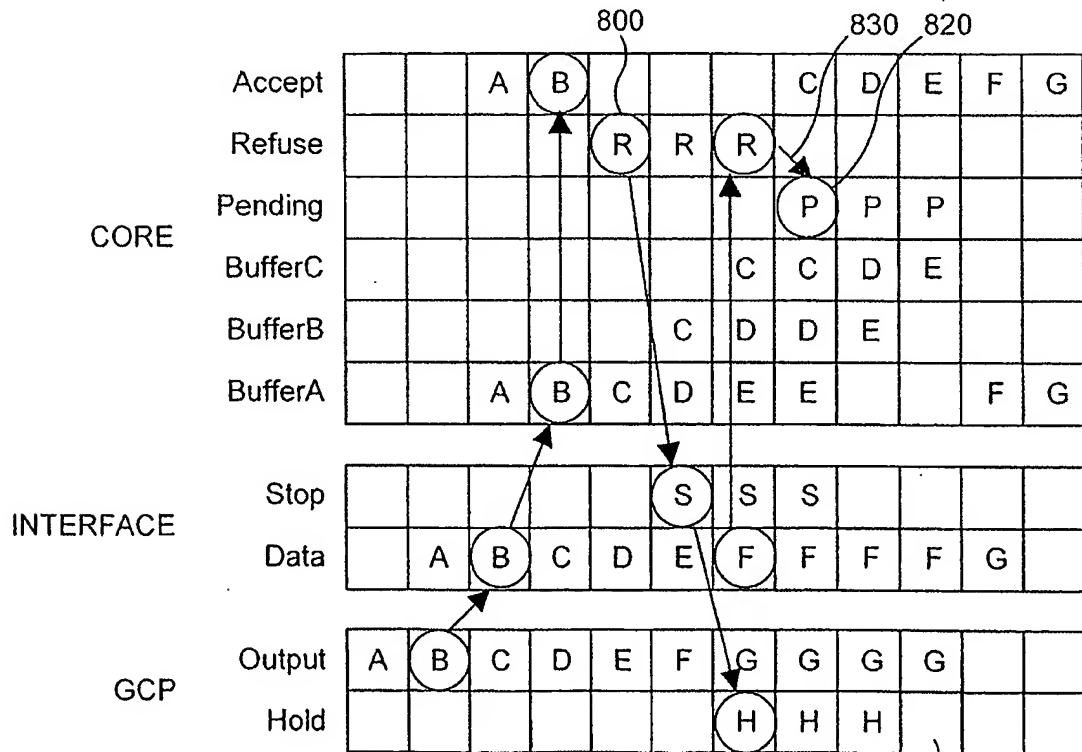 800
830 820
Accept A B C D E F G
Refuse R R R
Pending P P P
CORE
BufferC C C D E
BufferB C D D E
BufferA A B C D E E F G
Stop S S S
INTERFACE
Data A B C D E F F F F G
Output A B C D E F G G G G
GCP
Hold H H H